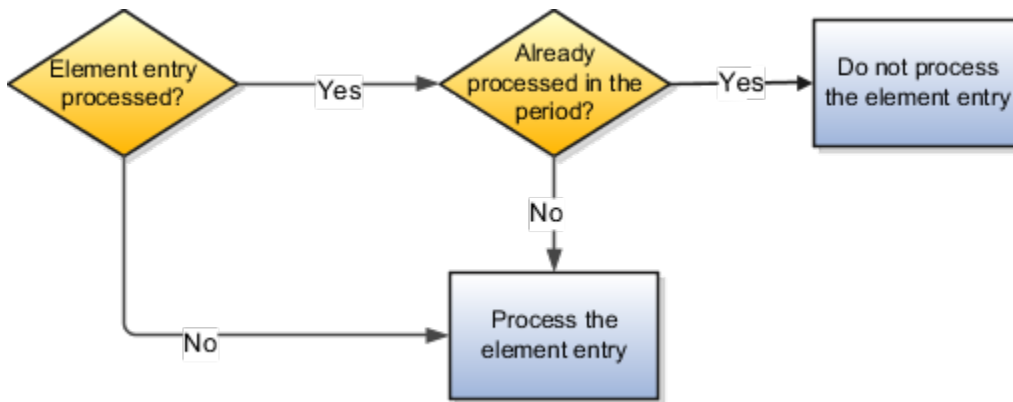 Element entry
processed?
Yes
Already
processed in the
period?
Yes
Do not process
the element entry
No
Process the
element entry
No